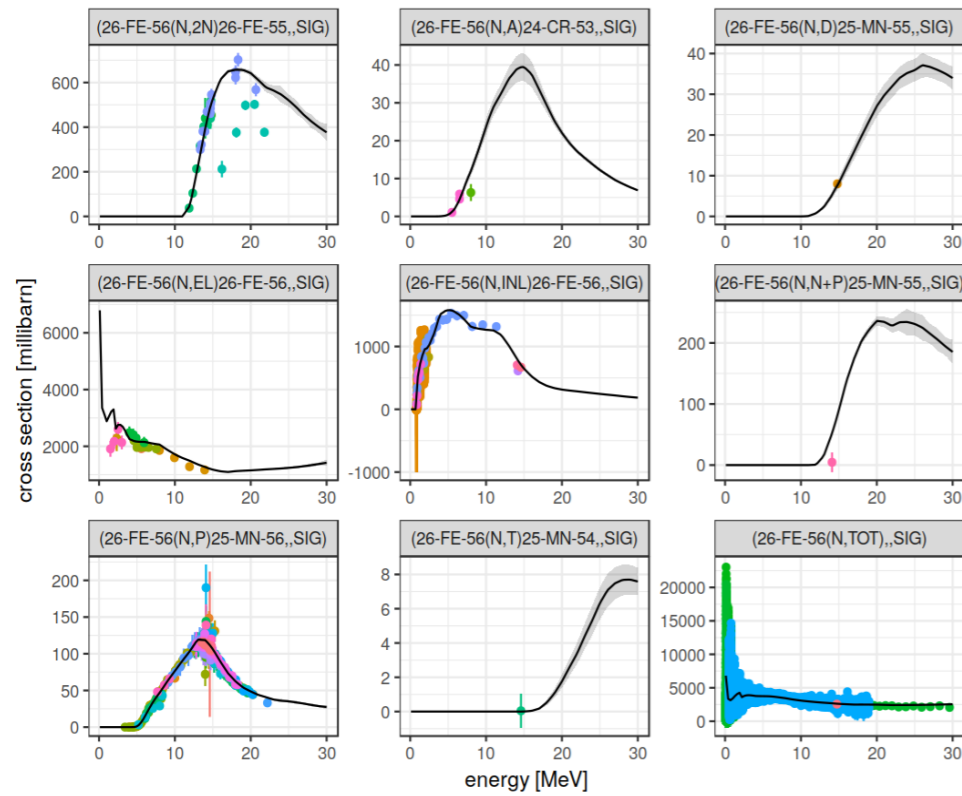 (26-FE-56(N,2N)26-FE-55,,SIG)
(26-FE-56(N,A)24-CR-53,,SIG)
(26-FE-56(N,D)25-MN-55,,SIG)
600
400
200
0
0 10 20 30
40
30
20
10
0
0 10 20 30
40
30
20
10
0
0 10 20 30
cross section [millibarn]
(26-FE-56(N,EL)26-FE-56,,SIG)
(26-FE-56(N,INL)26-FE-56,,SIG)
(26-FE-56(N,N+P)25-MN-55,,SIG)
6000
4000
2000
0
0 10 20 30
1000
0
-1000
0 10 20 30
200
100
0
0 10 20 30
(26-FE-56(N,P)25-MN-56,,SIG)
(26-FE-56(N,T)25-MN-54,,SIG)
(26-FE-56(N,TOT),,SIG)
200
150
100
50
0
0 10 20 30
8
6
4
2
0
0 10 20 30
20000
15000
10000
5000
0
0 10 20 30
energy [MeV]